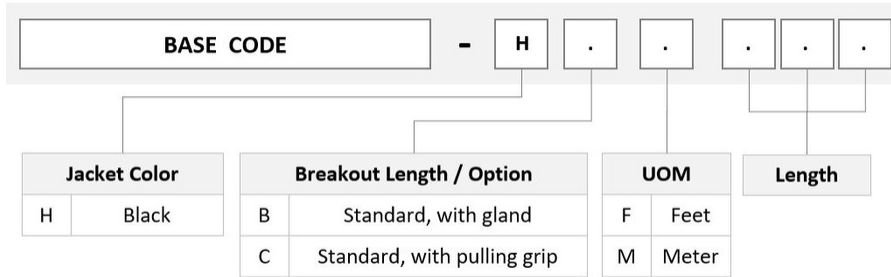 BASE CODE - H . . . . .
Jacket Color Breakout Length / Option UOM Length
H Black B Standard, with gland F Feet
C Standard, with pulling grip M Meter